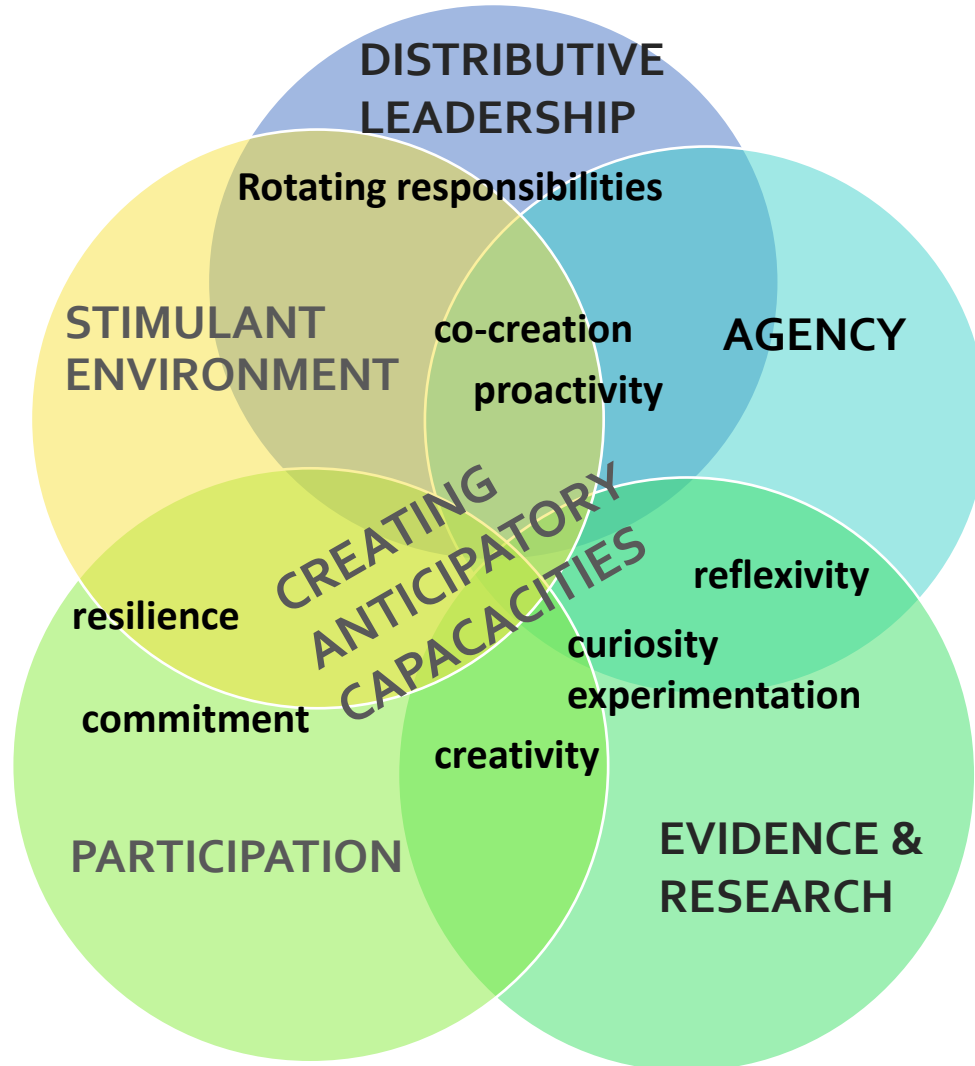 DISTRIBUTIVE
LEADERSHIP
Rotating responsibilities
STIMULANT
ENVIRONMENT
co-creation
proactivity
AGENCY
CREATING
ANTICIPATORY
CAPACACITIES
reflexivity
resilience
curiosity
experimentation
commitment
creativity
PARTICIPATION
EVIDENCE &
RESEARCH